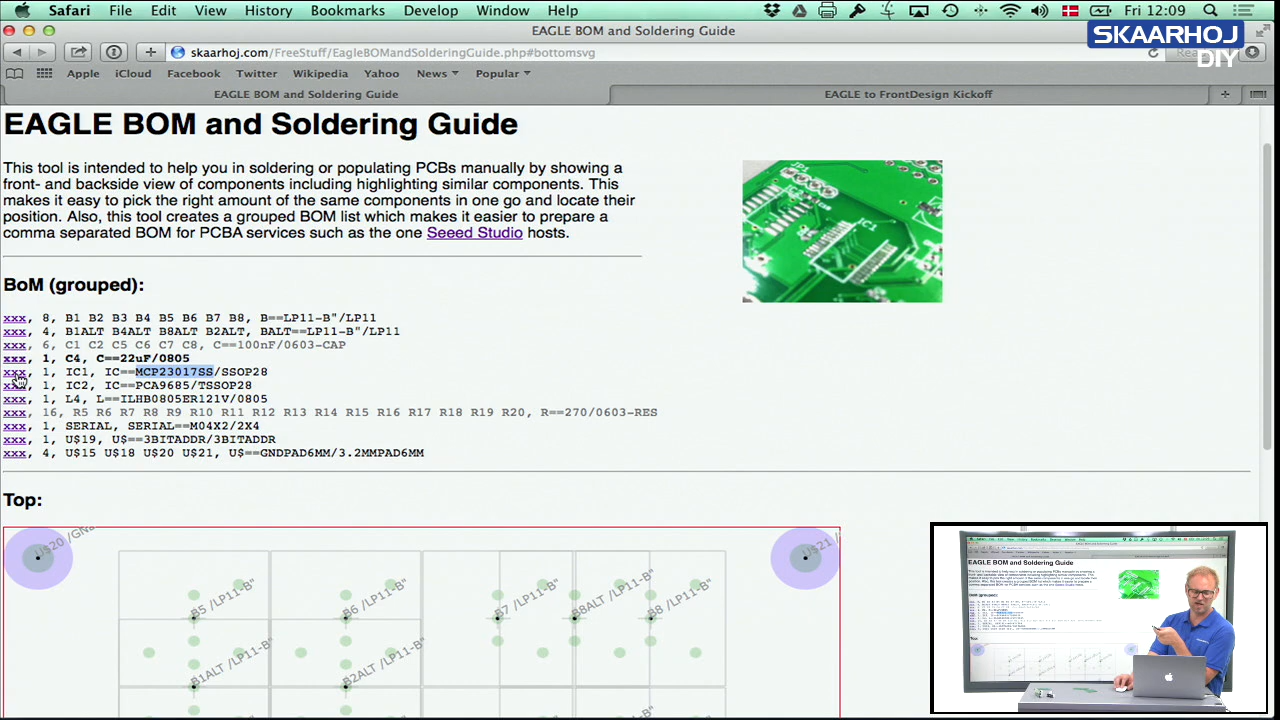 Safari File Edit View History Bookmarks Develop Window Help Fri 12:09
EAGLE BOM and Soldering Guide
SKAARHOJ
DIY
skaarhoj.com/FreeStuff/EagleBOMandSolderingGuide.php#bottomsvg
Apple iCloud Facebook Twitter Wikipedia Yahoo News Popular
EAGLE BOM and Soldering Guide EAGLE to FrontDesign Kickoff
EAGLE BOM and Soldering Guide
This tool is intended to help you in soldering or populating PCBs manually by showing a
front- and backside view of components including highlighting similar components. This
makes it easy to pick the right amount of the same components in one go and locate their
position. Also, this tool creates a grouped BOM list which makes it easier to prepare a
comma separated BOM for PCBA services such as the one Seeed Studio hosts.
JP1
IC1
BoM (grouped):
xxx, 8, B1 B2 B3 B4 B5 B6 B7 B8, B==LP11-B"/LP11
xxx, 4, B1ALT B4ALT B8ALT B2ALT, BALT==LP11-B"/LP11
xxx, 6, C1 C2 C5 C6 C7 C8, C==100nF/0603-CAP
xxx, 1, C4, C==22uF/0805
xxx, 1, IC1, IC==MCP23017SS/SSOP28
xxx, 1, IC2, IC==PCA9685/TSSOP28
xxx, 1, L4, L==ILHB0805ER121V/0805
xxx, 16, R5 R6 R7 R8 R9 R10 R11 R12 R13 R14 R15 R16 R17 R18 R19 R20, R==270/0603-RES
xxx, 1, SERIAL, SERIAL==M04X2/2X4
xxx, 1, U$19, U$==3BITADDR/3BITADDR
xxx, 4, U$15 U$18 U$20 U$21, U$==GNDPAD6MM/3.2MMPAD6MM
Top:
B5 /LP11-B"
B6 /LP11-B"
B7 /LP11-B"
B8ALT /LP11-B"
B8 /LP11-B"
B1ALT /LP11-B"
B2ALT /LP11-B"
EAGLE BOM and Soldering Guide
BoM (grouped):
Top: